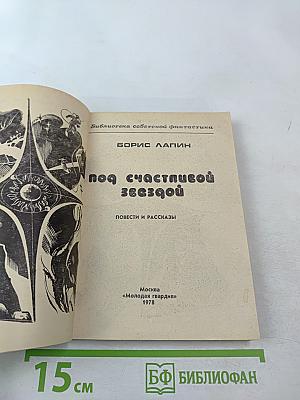 Библиотека советской фантастики
БОРИС ЛАПИН
под счастливой
звездой
ПОВЕСТИ И РАССКАЗЫ
Москва
«Молодая гвардия»
1978
15 см
БФ БИБЛИОФАН